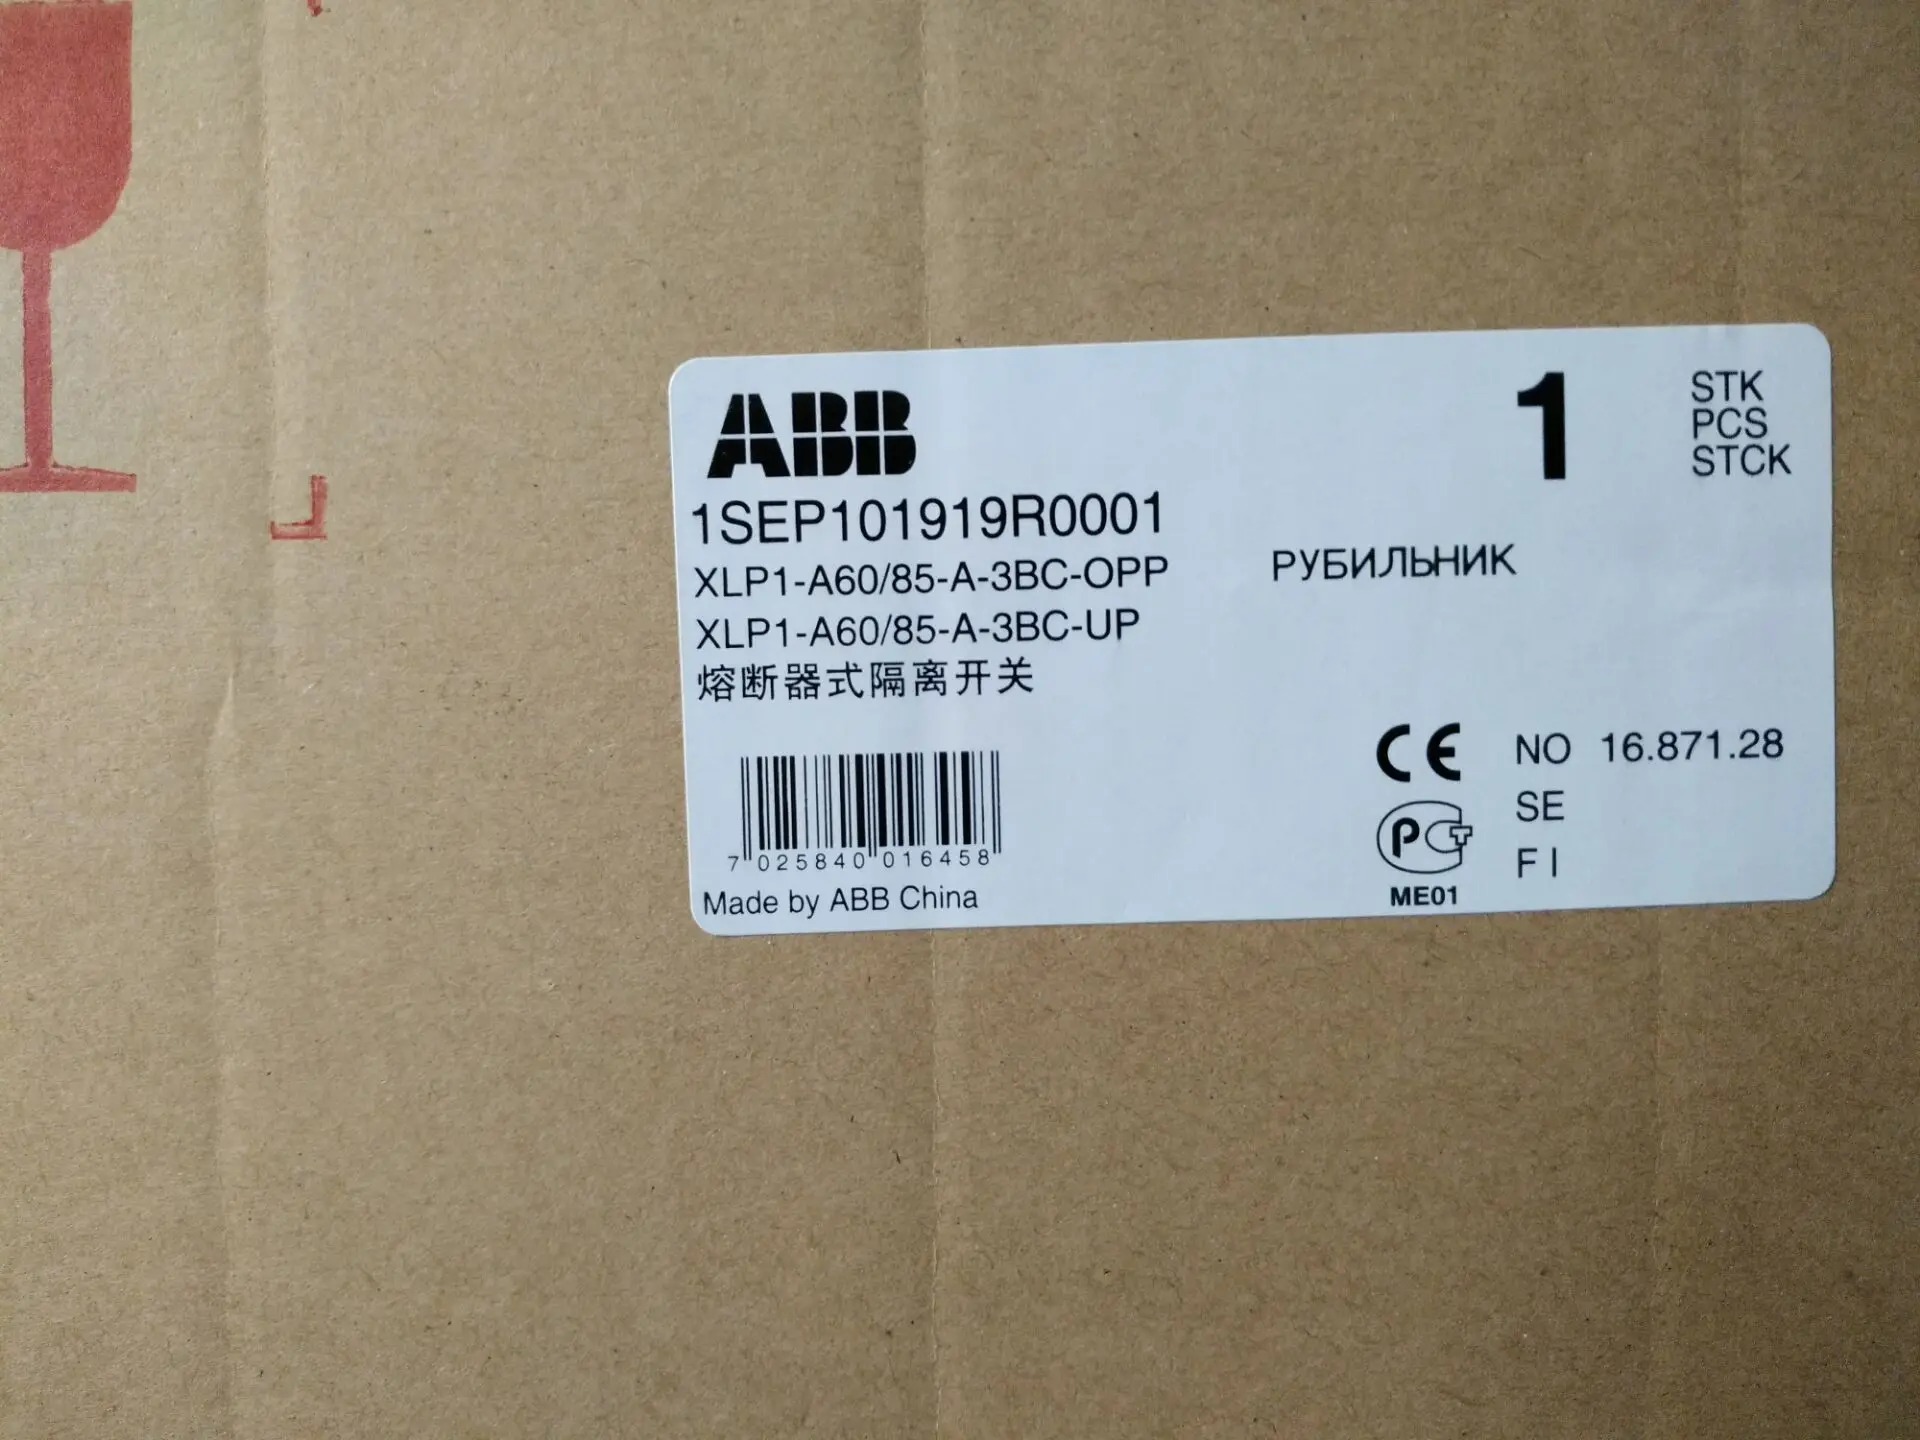 ABB
1
STK
PCS
STCK
1SEP101919R0001
XLP1-A60/85-A-3BC-OPP
РУБИЛЬНИК
XLP1-A60/85-A-3BC-UP
熔断器式隔离开关
CE
NO 16.871.28
SE
FI
РСТ
ME01
7 025840 016458
Made by ABB China